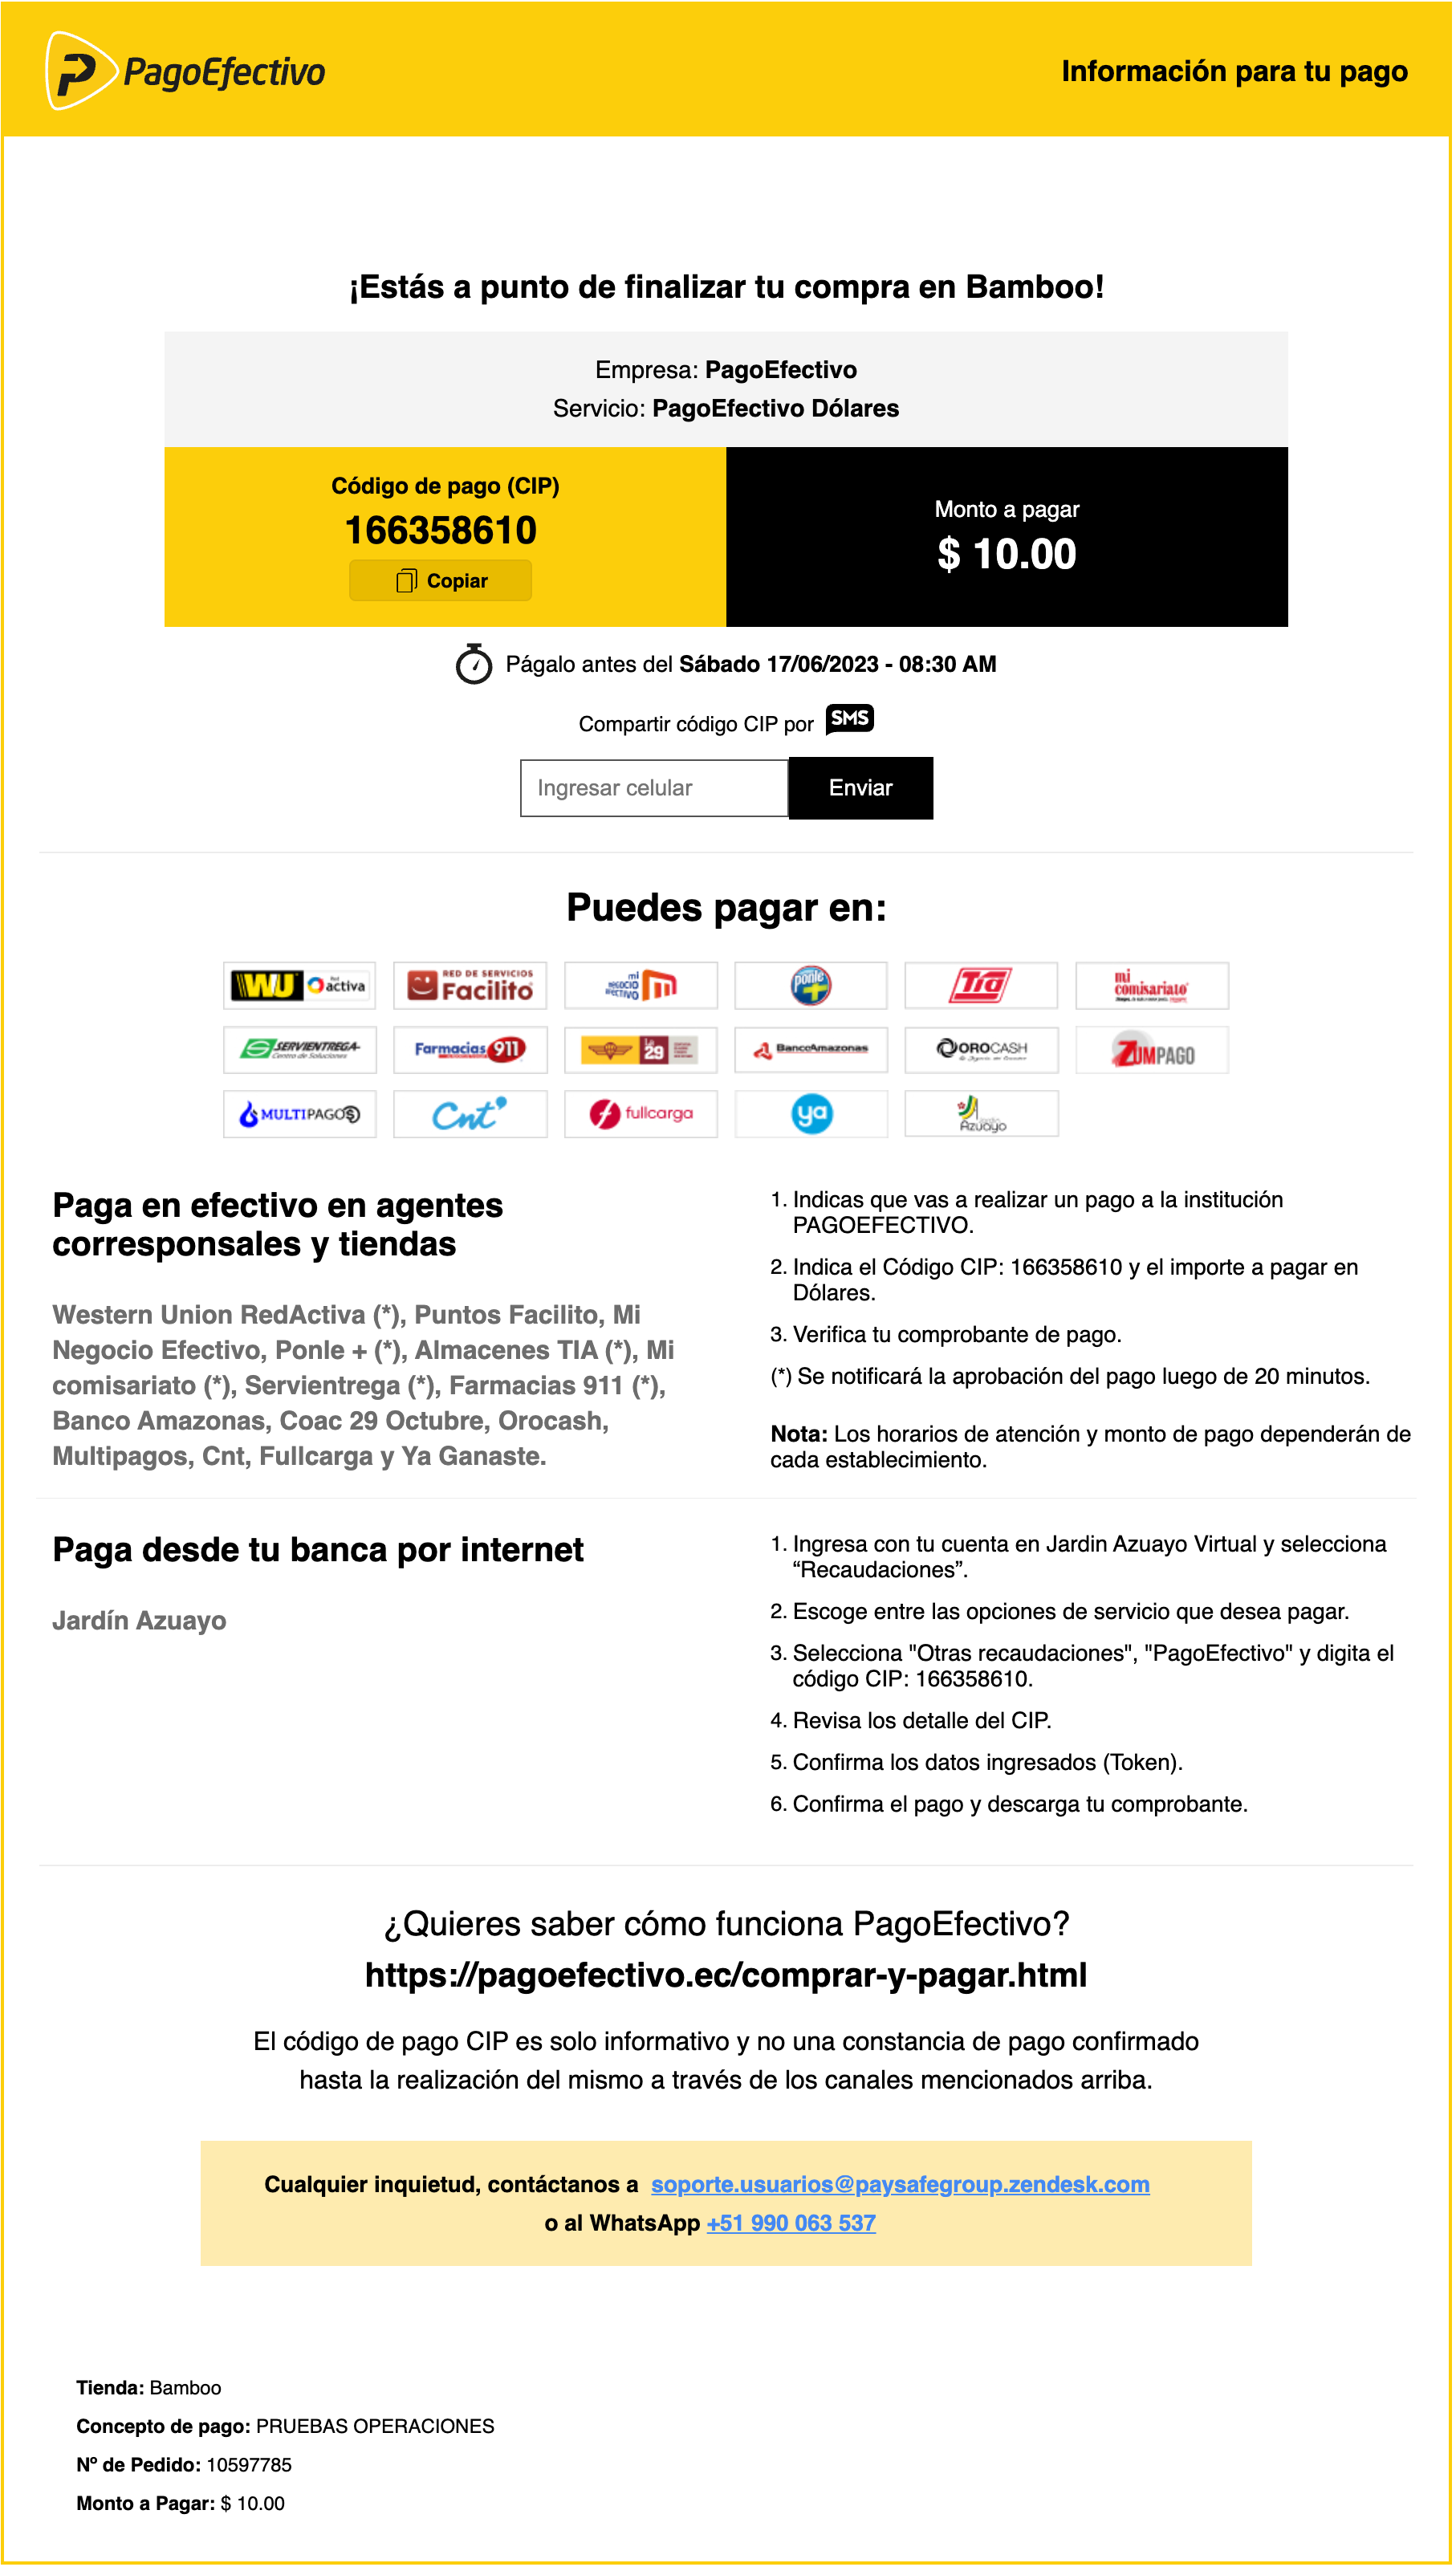 PagoEfectivo
Información para tu pago
¡Estás a punto de finalizar tu compra en Bamboo!
Empresa: PagoEfectivo
Servicio: PagoEfectivo Dólares
Código de pago (CIP)
166358610
Copiar
Monto a pagar
$ 10.00
Págalo antes del Sábado 17/06/2023 - 08:30 AM
Compartir código CIP por SMS
Ingresar celular
Enviar
Puedes pagar en:
WU Red activa
RED DE SERVICIOS Facilito
mi negocio efectivo
ponle +
Tía
mi comisariato
SERVIENTREGA Centro de Soluciones
Farmacias 911
La 29
BancoAmazonas
OROCASH
ZUMPAGO
MULTIPAGOS
Cnt
fullcarga
ya
Azuayo
Paga en efectivo en agentes
corresponsales y tiendas
Western Union RedActiva (*), Puntos Facilito, Mi
Negocio Efectivo, Ponle + (*), Almacenes TIA (*), Mi
comisariato (*), Servientrega (*), Farmacias 911 (*),
Banco Amazonas, Coac 29 Octubre, Orocash,
Multipagos, Cnt, Fullcarga y Ya Ganaste.
1. Indicas que vas a realizar un pago a la institución
PAGOEFECTIVO.
2. Indica el Código CIP: 166358610 y el importe a pagar en
Dólares.
3. Verifica tu comprobante de pago.
(*) Se notificará la aprobación del pago luego de 20 minutos.
Nota: Los horarios de atención y monto de pago dependerán de
cada establecimiento.
Paga desde tu banca por internet
Jardín Azuayo
1. Ingresa con tu cuenta en Jardin Azuayo Virtual y selecciona
“Recaudaciones”.
2. Escoge entre las opciones de servicio que desea pagar.
3. Selecciona "Otras recaudaciones", "PagoEfectivo" y digita el
código CIP: 166358610.
4. Revisa los detalle del CIP.
5. Confirma los datos ingresados (Token).
6. Confirma el pago y descarga tu comprobante.
¿Quieres saber cómo funciona PagoEfectivo?
https://pagoefectivo.ec/comprar-y-pagar.html
El código de pago CIP es solo informativo y no una constancia de pago confirmado
hasta la realización del mismo a través de los canales mencionados arriba.
Cualquier inquietud, contáctanos a soporte.usuarios@paysafegroup.zendesk.com
o al WhatsApp +51 990 063 537
Tienda: Bamboo
Concepto de pago: PRUEBAS OPERACIONES
Nº de Pedido: 10597785
Monto a Pagar: $ 10.00